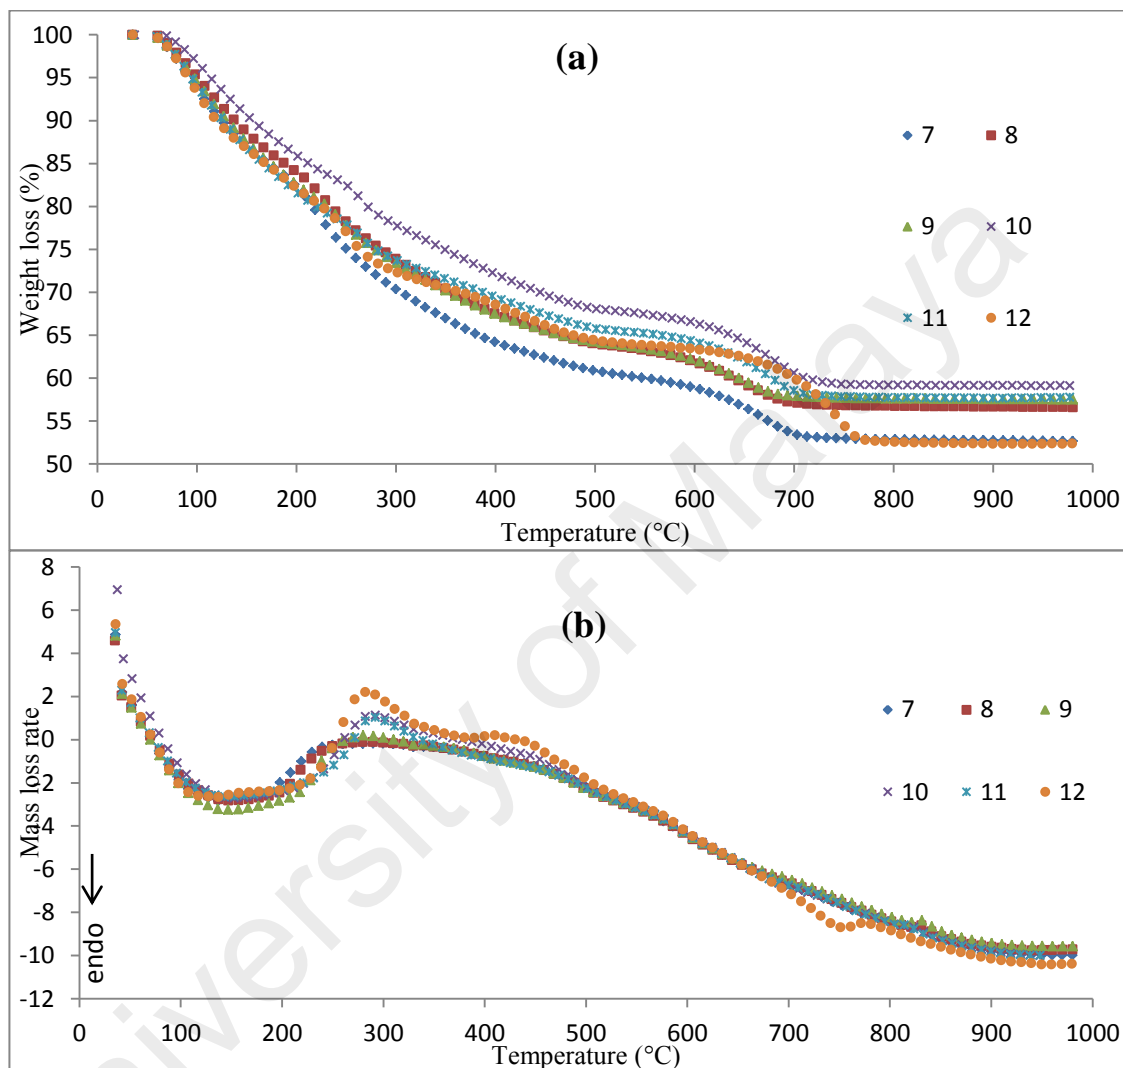 (a)
Weight loss (%)
100
95
90
85
80
75
70
65
60
55
50
7 8
9 10
11 12
0 100 200 300 400 500 600 700 800 900 1000
Temperature (°C)
(b)
Mass loss rate
8
6
4
2
0
-2
-4
-6
-8
-10
-12
7 8 9
10 11 12
endo
0 100 200 300 400 500 600 700 800 900 1000
Temperature (°C)
University of Malaya